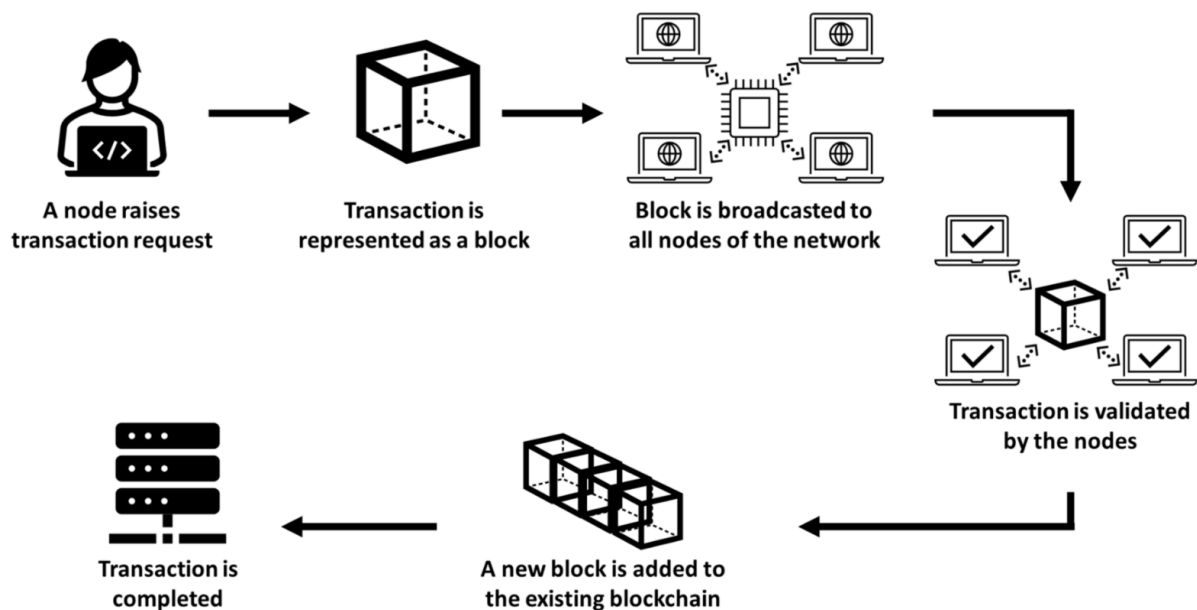 </>
A node raises
transaction request
Transaction is
represented as a block
Block is broadcasted to
all nodes of the network
Transaction is validated
by the nodes
A new block is added to
the existing blockchain
Transaction is
completed